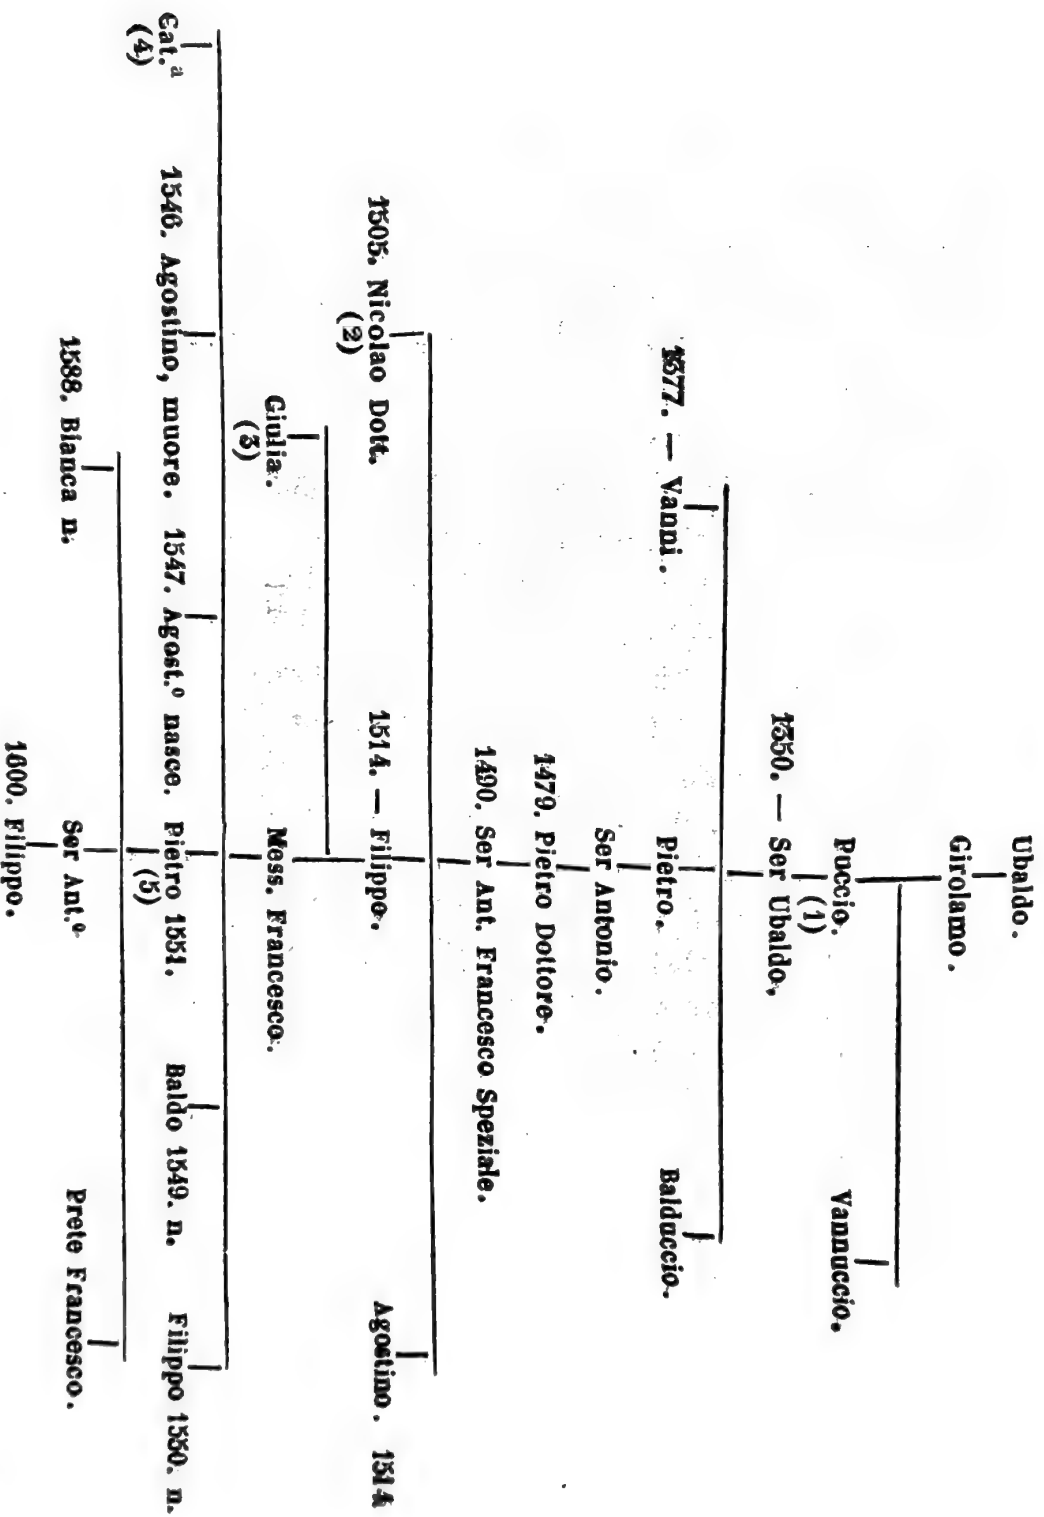 Ubaldo.
Girolamo.
Puccio. Vannuccio.
(1)
1350. — Ser Ubaldo.
1377. — Vanni. Pietro. Balduccio.
Ser Antonio.
1479. Pietro Dottore.
1490. Ser Ant. Francesco Speziale.
1505. Nicolao Dott. 1514. — Filippo. Agostino. 1514
(2)
Giulia. Mess. Francesco.
(3)
Cat.ª 1546. Agostino, muore. 1547. Agost.º nasce. Pietro 1551. Baldo 1549. n. Filippo 1550. n.
(4) (5)
1588. Bianca n. Ser Ant.º Prete Francesco.
1600. Filippo.